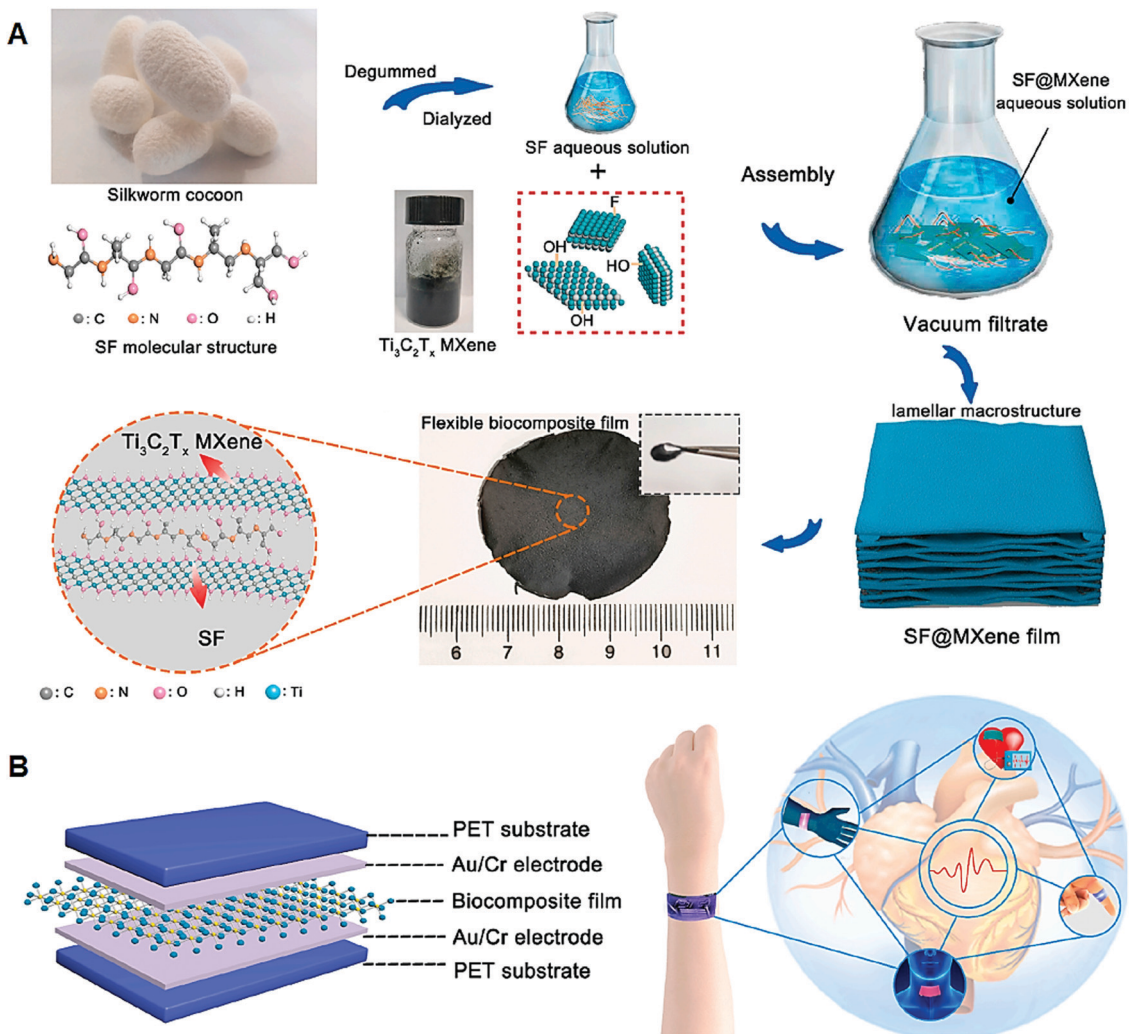 A
Degummed
Dialyzed
SF aqueous solution
+
SF@MXene
aqueous solution
Silkworm cocoon
Assembly
F
OH
HO
OH
: C : N : O : H
SF molecular structure
Ti₃C₂Tₓ MXene
Vacuum filtrate
lamellar macrostructure
Flexible biocomposite film
Ti₃C₂Tₓ MXene
SF
6 7 8 9 10 11
SF@MXene film
: C : N : O : H : Ti
B
PET substrate
Au/Cr electrode
Biocomposite film
Au/Cr electrode
PET substrate